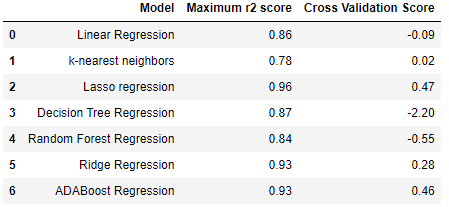 Model Maximum r2 score Cross Validation Score
0 Linear Regression 0.86 -0.09
1 k-nearest neighbors 0.78 0.02
2 Lasso regression 0.96 0.47
3 Decision Tree Regression 0.87 -2.20
4 Random Forest Regression 0.84 -0.55
5 Ridge Regression 0.93 0.28
6 ADABoost Regression 0.93 0.46